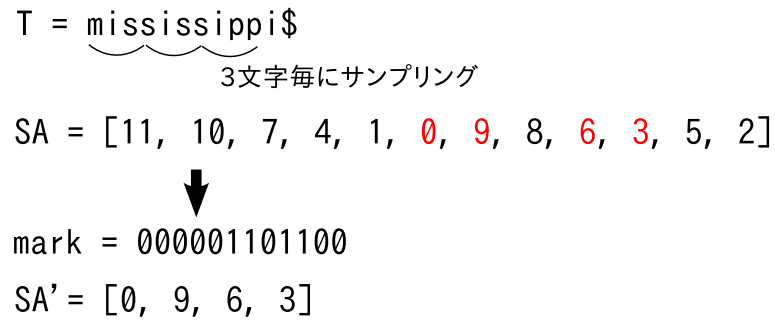 T = mississippi$
3文字毎にサンプリング
SA = [11, 10, 7, 4, 1, 0, 9, 8, 6, 3, 5, 2]
mark = 000001101100
SA’= [0, 9, 6, 3]